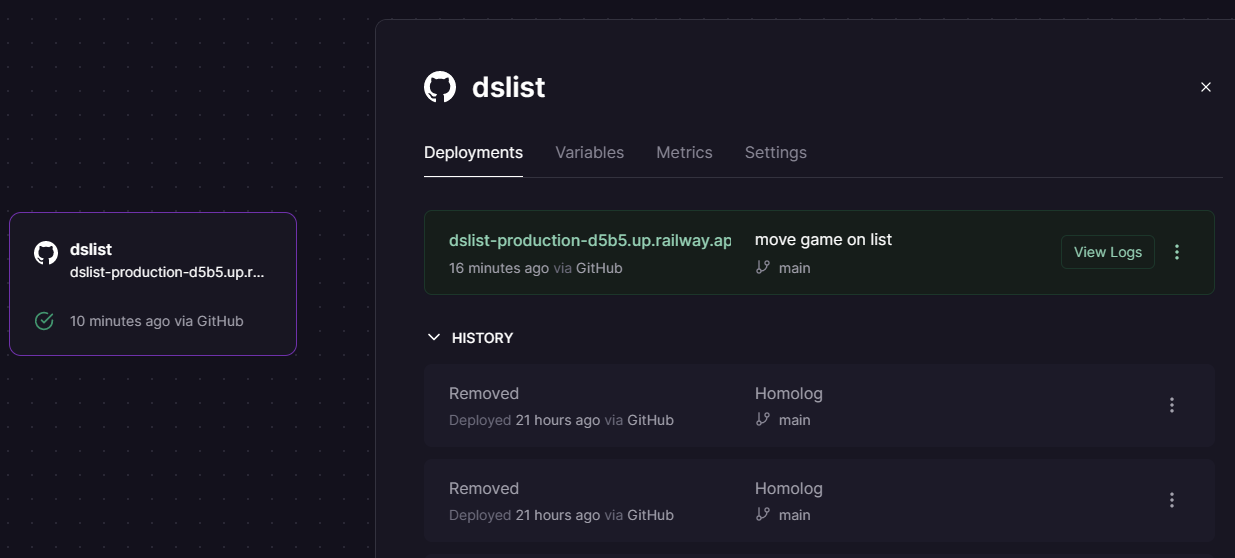 dslist
dslist-production-d5b5.up.r...
10 minutes ago via GitHub
dslist
Deployments Variables Metrics Settings
dslist-production-d5b5.up.railway.ap
16 minutes ago via GitHub
move game on list
main
View Logs
HISTORY
Removed
Deployed 21 hours ago via GitHub
Homolog
main
Removed
Deployed 21 hours ago via GitHub
Homolog
main